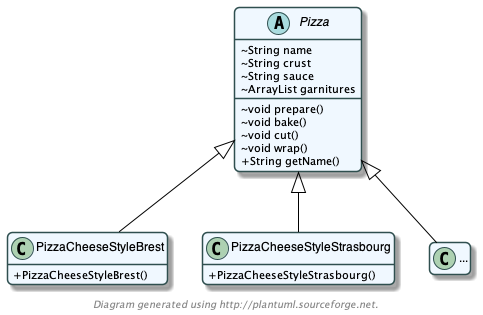 A Pizza
~String name
~String crust
~String sauce
~ArrayList garnitures
~void prepare()
~void bake()
~void cut()
~void wrap()
+String getName()
C PizzaCheeseStyleBrest
+PizzaCheeseStyleBrest()
C PizzaCheeseStyleStrasbourg
+PizzaCheeseStyleStrasbourg()
C ...
Diagram generated using http://plantuml.sourceforge.net.